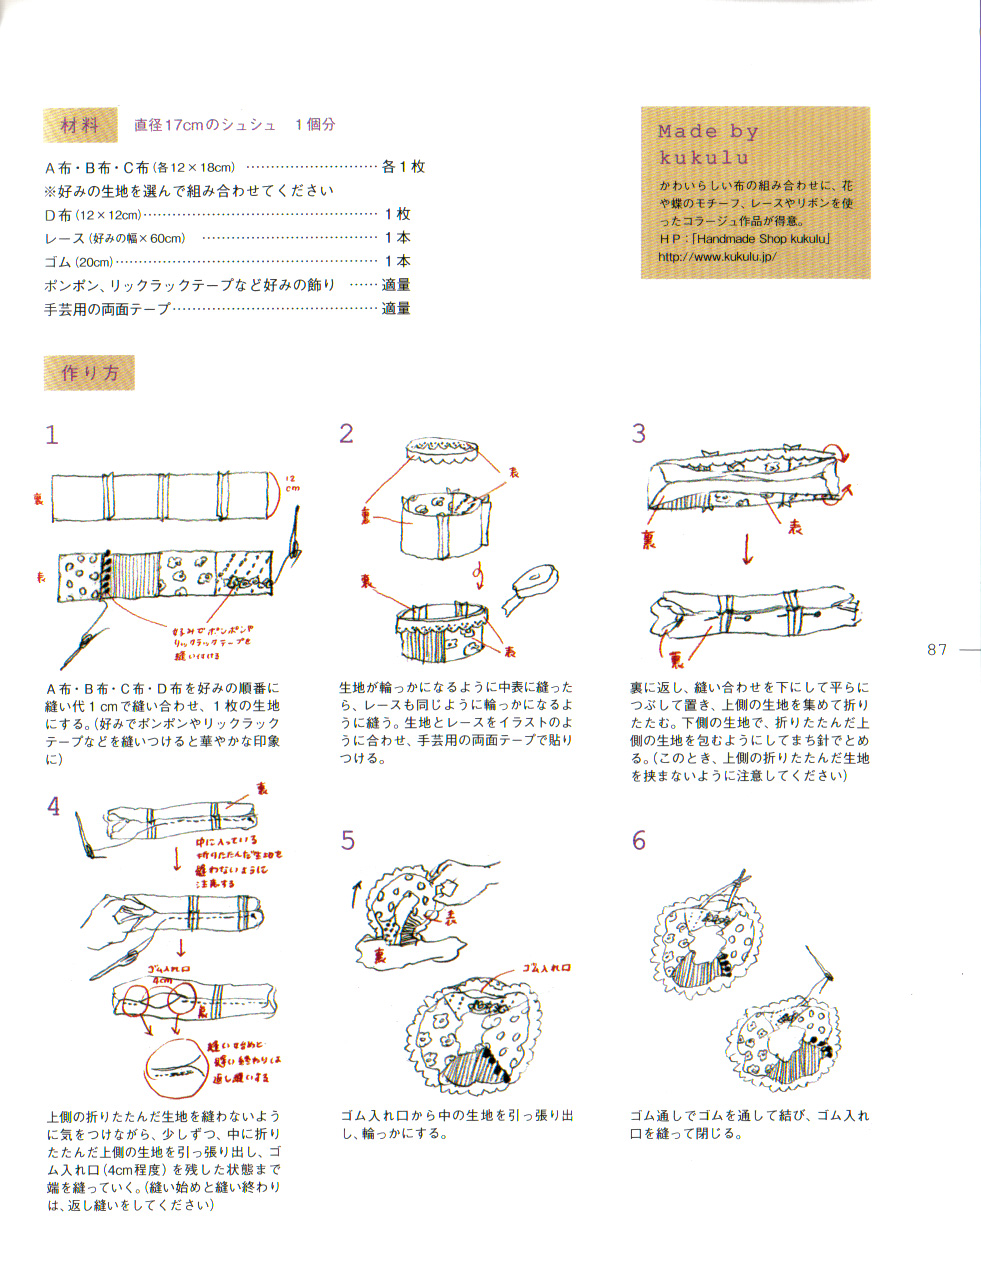 材料
直径17cmのシュシュ　1個分
A布・B布・C布(各12×18cm) ………………………… 各1枚
※好みの生地を選んで組み合わせてください
D布(12×12cm)………………………………………… 1枚
レース(好みの幅×60cm) ……………………………… 1本
ゴム(20cm)……………………………………………… 1本
ポンポン、リックラックテープなど好みの飾り …… 適量
手芸用の両面テープ…………………………………… 適量
Made by
kukulu
かわいらしい布の組み合わせに、花
や蝶のモチーフ、レースやリボンを使
ったコラージュ作品が得意。
HP:「Handmade Shop kukulu」
http://www.kukulu.jp/
作り方
1
裏
12
cm
表
好みでポンポンや
リックラックテープを
縫い付ける
A布・B布・C布・D布を好みの順番に
縫い代1cmで縫い合わせ、1枚の生地
にする。(好みでポンポンやリックラック
テープなどを縫いつけると華やかな印象
に)
2
表
裏
裏
表
生地が輪っかになるように中表に縫った
ら、レースも同じように輪っかになるよ
うに縫う。生地とレースをイラストのよ
うに合わせ、手芸用の両面テープで貼り
つける。
3
裏
表
裏
裏に返し、縫い合わせを下にして平らに
つぶして置き、上側の生地を集めて折り
たたむ。下側の生地で、折りたたんだ上
側の生地を包むようにしてまち針でとめ
る。(このとき、上側の折りたたんだ生地
を挟まないように注意してください)
87
4
裏
中に入っている
折りたたんだ生地を
縫わないように
注意する
ゴム入れ口
4cm
裏
縫い始めと
縫い終わりは
返し縫いする
上側の折りたたんだ生地を縫わないよう
に気をつけながら、少しずつ、中に折り
たたんだ上側の生地を引っ張り出し、ゴ
ム入れ口(4cm程度)を残した状態まで
端を縫っていく。(縫い始めと縫い終わり
は、返し縫いをしてください)
5
表
裏
ゴム入れ口
ゴム入れ口から中の生地を引っ張り出
し、輪っかにする。
6
ゴム通しでゴムを通して結び、ゴム入れ
口を縫って閉じる。